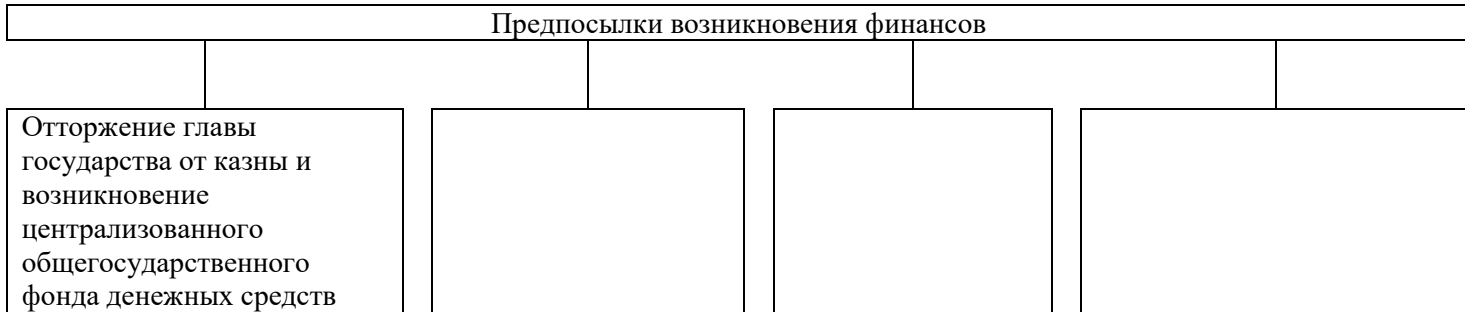 Предпосылки возникновения финансов
Отторжение главы
государства от казны и
возникновение
централизованного
общегосударственного
фонда денежных средств